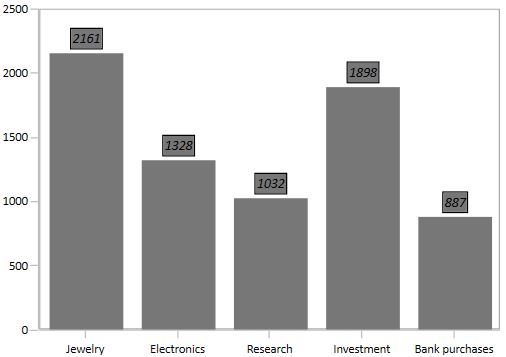 2500
2000
1500
1000
500
0
2161
1328
1032
1898
887
Jewelry
Electronics
Research
Investment
Bank purchases